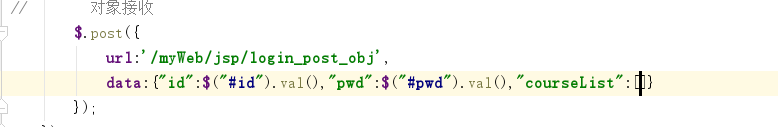 //      对象接收
$.post({
url:'/myWeb/jsp/login_post_obj',
data:{"id":$("#id").val(),"pwd":$("#pwd").val(),"courseList":[]}
});